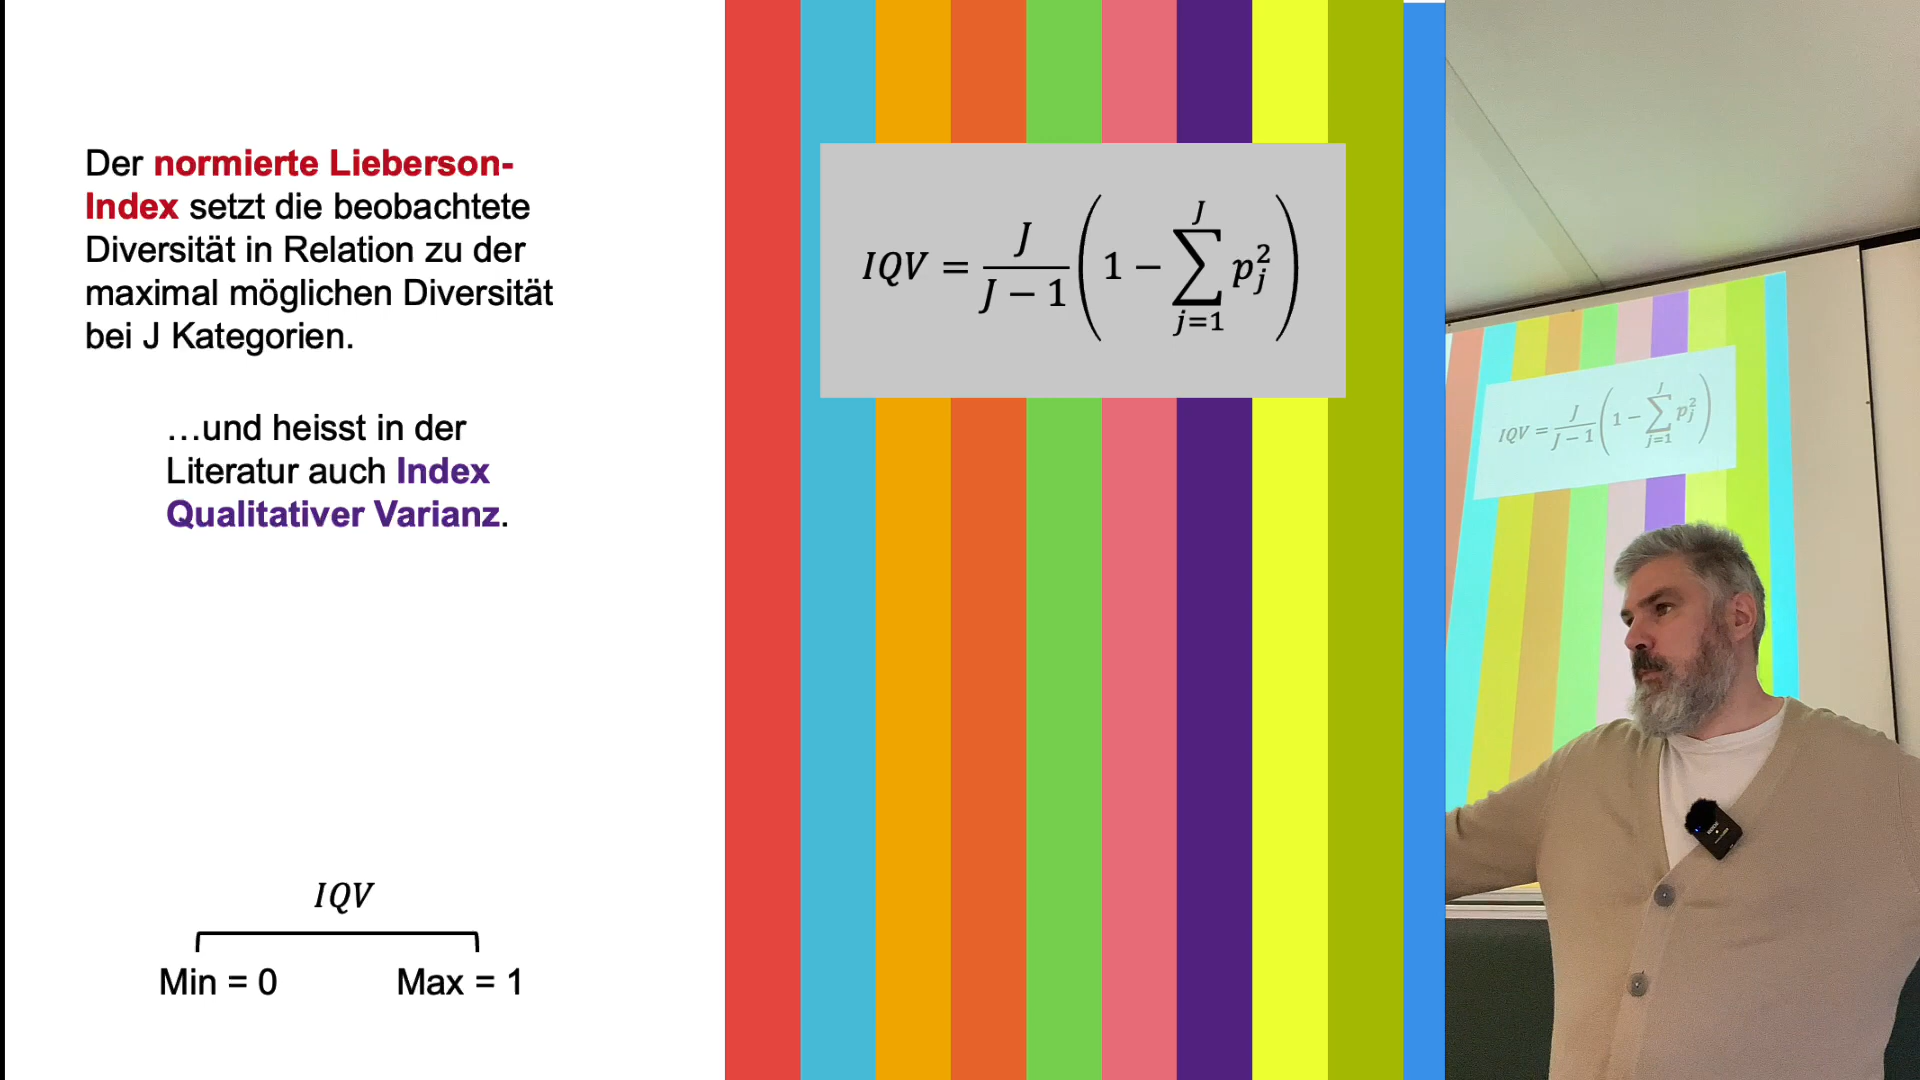 Der normierte Lieberson-
Index setzt die beobachtete
Diversität in Relation zu der
maximal möglichen Diversität
bei J Kategorien.
…und heisst in der
Literatur auch Index
Qualitativer Varianz.
IQV
Min = 0 Max = 1
IQV = J/(J − 1) (1 − ∑_{j=1}^{J} p_j^2)
IQV = J/(J − 1) (1 − ∑_{j=1}^{J} p_j^2)